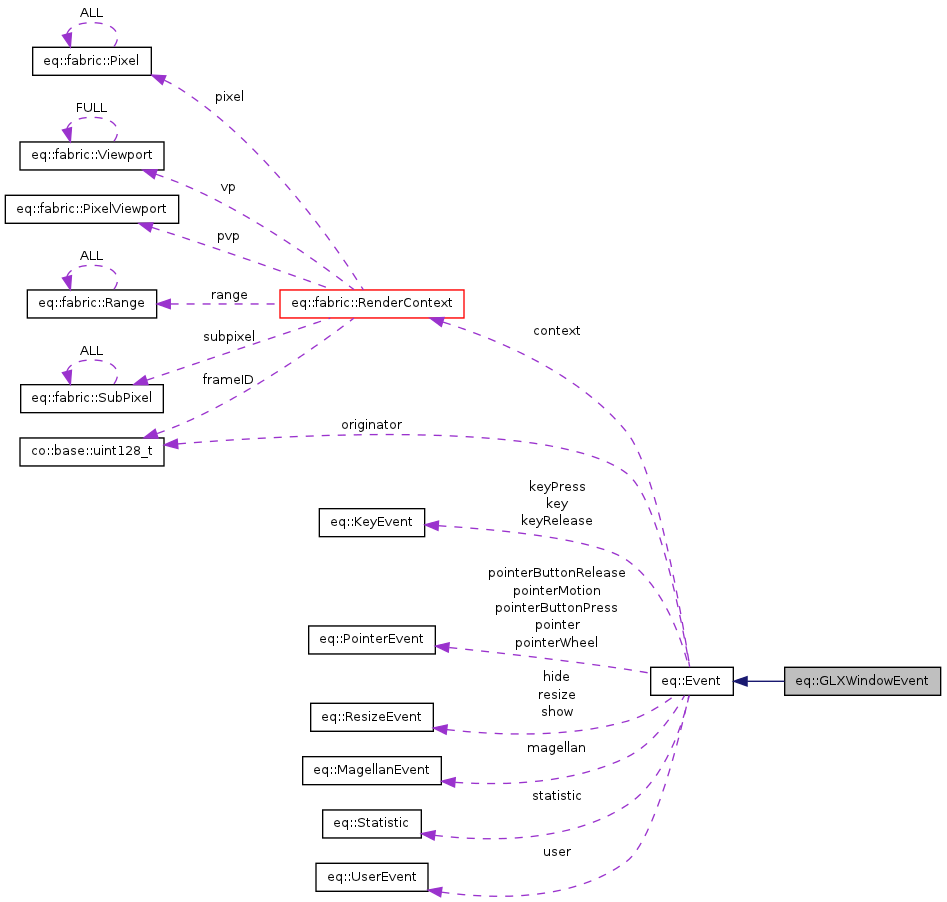 ALL
eq::fabric::Pixel
pixel
FULL
eq::fabric::Viewport
vp
eq::fabric::PixelViewport
pvp
ALL
eq::fabric::Range
range
eq::fabric::RenderContext
context
subpixel
ALL
eq::fabric::SubPixel
frameID
originator
co::base::uint128_t
keyPress
key
keyRelease
eq::KeyEvent
pointerButtonRelease
pointerMotion
pointerButtonPress
pointer
pointerWheel
eq::PointerEvent
eq::Event
eq::GLXWindowEvent
hide
resize
show
eq::ResizeEvent
magellan
eq::MagellanEvent
statistic
eq::Statistic
user
eq::UserEvent